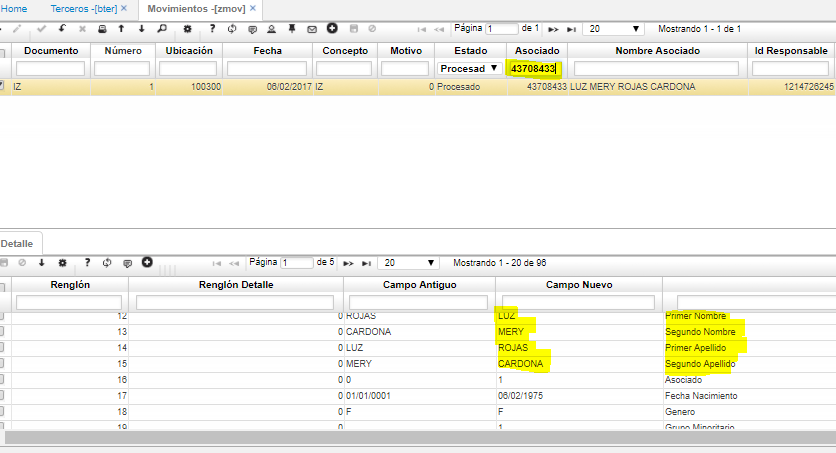 Home Terceros -[bter] × Movimientos -[zmov] ×
Página 1 de 1 20 Mostrando 1 - 1 de 1
Documento Número Ubicación Fecha Concepto Motivo Estado Asociado Nombre Asociado Id Responsable
Procesad 43708433
IZ 1 100300 06/02/2017 IZ 0 Procesado 43708433 LUZ MERY ROJAS CARDONA 1214726245
Detalle
Página 1 de 5 20 Mostrando 1 - 20 de 96
Renglón Renglón Detalle Campo Antiguo Campo Nuevo
12 0 ROJAS LUZ Primer Nombre
13 0 CARDONA MERY Segundo Nombre
14 0 LUZ ROJAS Primer Apellido
15 0 MERY CARDONA Segundo Apellido
16 0 0 1 Asociado
17 0 01/01/0001 06/02/1975 Fecha Nacimiento
18 0 F F Genero
19 0 1 Grupo Minoritario